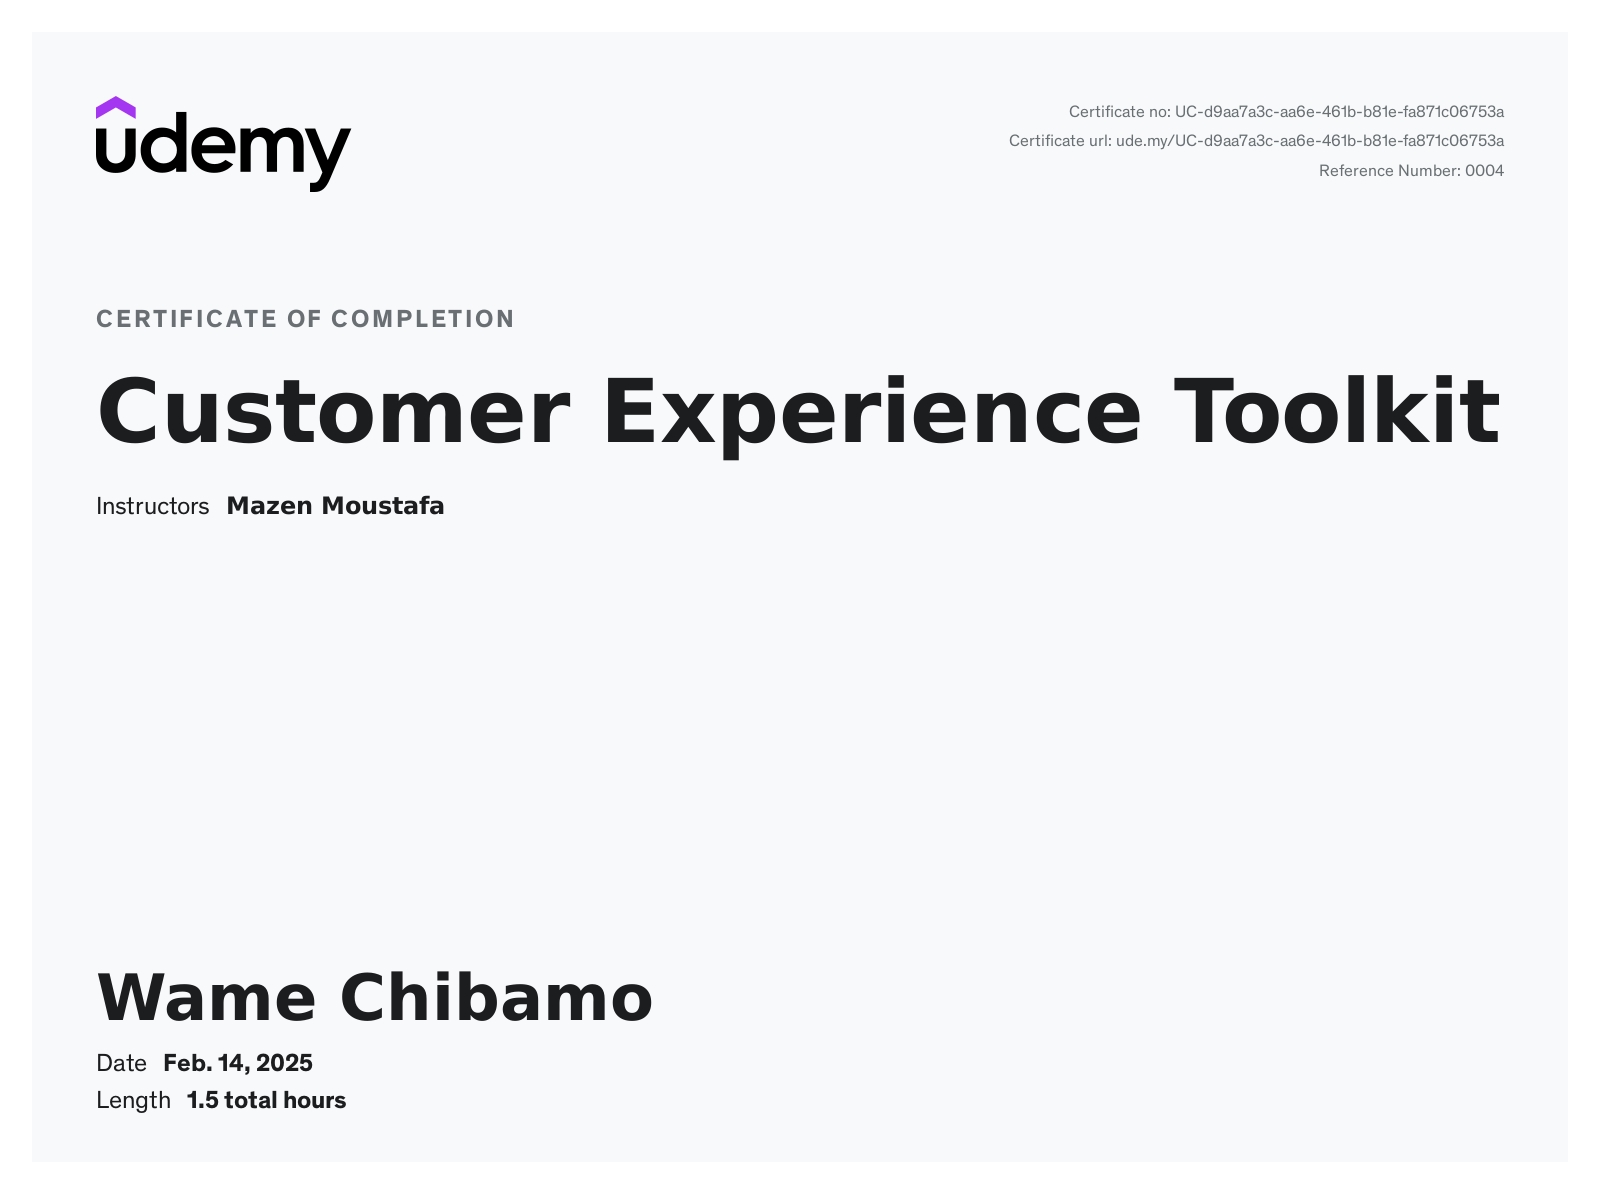 udemy
Certificate no: UC-d9aa7a3c-aa6e-461b-b81e-fa871c06753a
Certificate url: ude.my/UC-d9aa7a3c-aa6e-461b-b81e-fa871c06753a
Reference Number: 0004
CERTIFICATE OF COMPLETION
Customer Experience Toolkit
Instructors Mazen Moustafa
Wame Chibamo
Date Feb. 14, 2025
Length 1.5 total hours